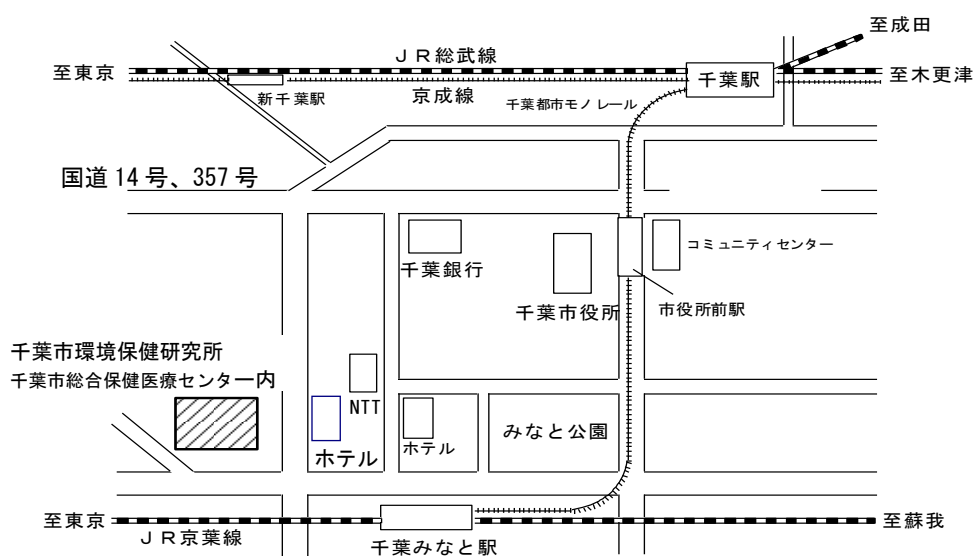 至成田
ＪＲ総武線
至東京
千葉駅
至木更津
新千葉駅
京成線
千葉都市モノレール
国道14号、357号
千葉銀行
コミュニティセンター
千葉市役所
市役所前駅
千葉市環境保健研究所
千葉市総合保健医療センター内
NTT
ホテル
ホテル
みなと公園
至東京
至蘇我
ＪＲ京葉線
千葉みなと駅